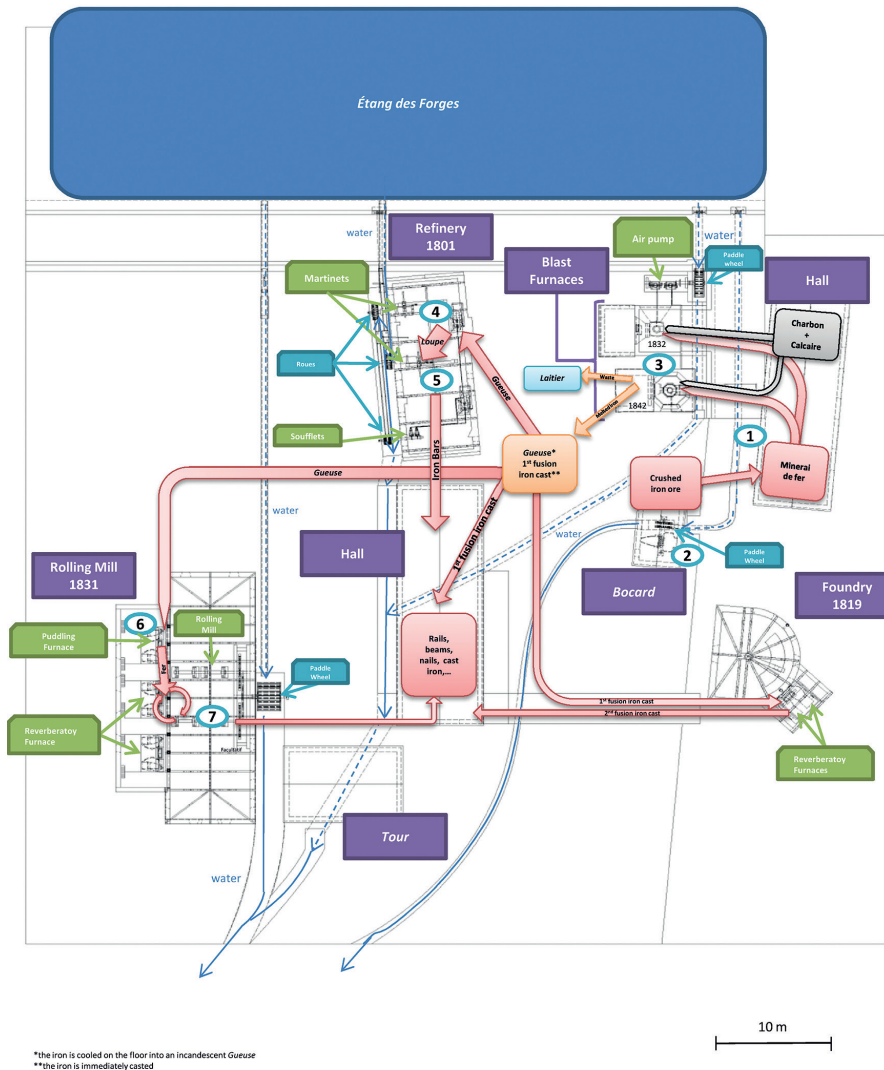 Étang des Forges
water
Refinery
1801
Air pump
water
Paddle
wheel
Blast
Furnaces
Hall
Martinets
4
Charbon
+
Calcaire
Loupe
1832
Roues
5
Gueuse
Laitier
Waste
3
Molten iron
1842
Soufflets
Iron Bars
1
Gueuse
Gueuse*
1st fusion
iron cast**
Crushed
iron ore
Minerai
de fer
water
1st fusion iron cast
water
Hall
Paddle
Wheel
2
Rolling Mill
1831
Bocard
Foundry
1819
6
Rolling
Mill
Puddling
Furnace
Fer
Rails,
beams,
nails, cast
iron,...
Paddle
Wheel
1st fusion iron cast
2nd fusion iron cast
7
Reverberatoy
Furnace
Facultatif
Reverberatoy
Furnaces
Tour
water
10 m
*the iron is cooled on the floor into an incandescent Gueuse
**the iron is immediately casted